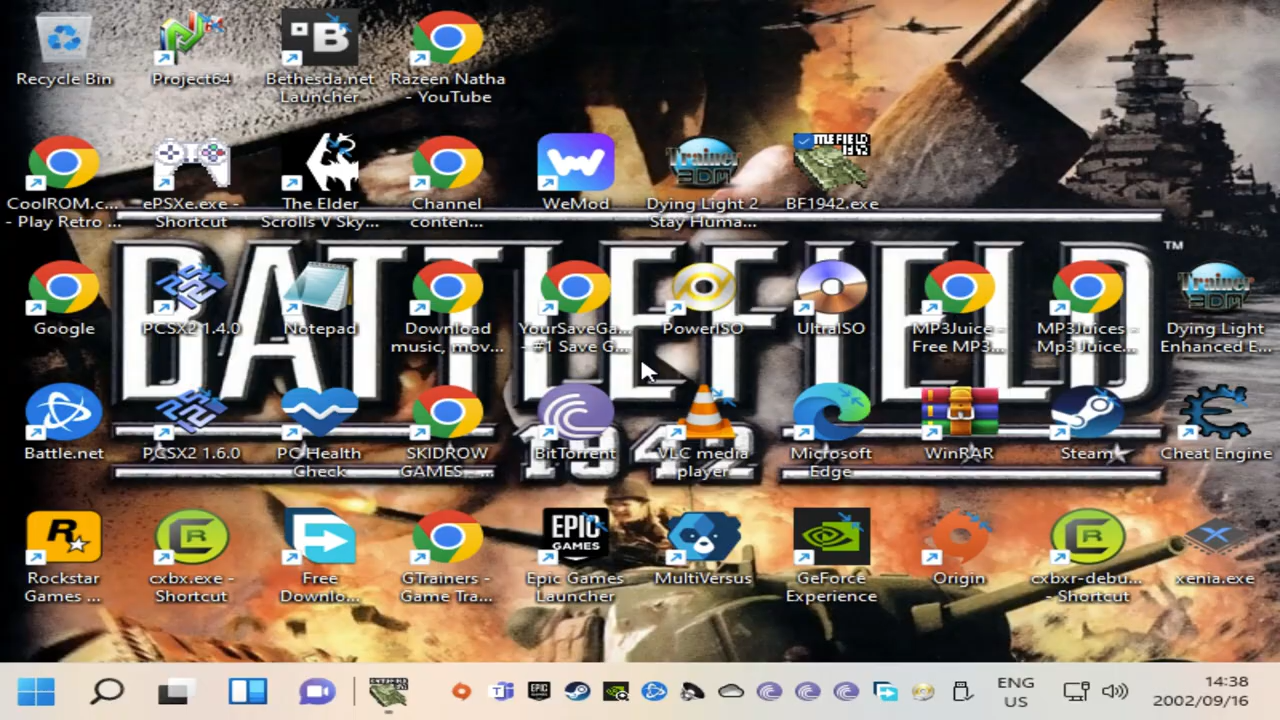 Recycle Bin
Project64
B
Bethesda.net
Launcher
Razeen Natha
- YouTube
CoolROM.c...
- Play Retro ...
ePSXe.exe -
Shortcut
The Elder
Scrolls V Sky...
Channel
conten...
WeMod
Trainer
3DM
Dying Light 2
Stay Huma...
BF1942.exe
BATTLEFIELD
TM
1942
Google
PCSX2 1.4.0
Notepad
Download
music, mov...
YourSaveGa...
- #1 Save G...
PowerISO
UltraISO
MP3Juice -
Free MP3...
MP3Juices -
Mp3Juice...
Trainer
3DM
Dying Light
Enhanced E...
Battle.net
PCSX2 1.6.0
PC Health
Check
SKIDROW
GAMES, ...
BitTorrent
VLC media
player
Microsoft
Edge
WinRAR
Steam
Cheat Engine
R
Rockstar
Games ...
cxbx.exe -
Shortcut
Free
Downlo...
GTrainers -
Game Tra...
EPIC
GAMES
Epic Games
Launcher
MultiVersus
GeForce
Experience
Origin
cxbxr-debu...
- Shortcut
xenia.exe
ENG
US
14:38
2002/09/16